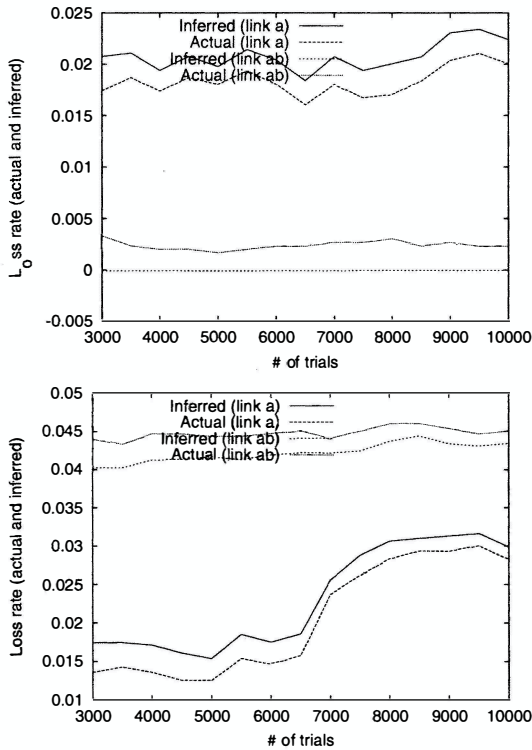 0.025
0.02
0.015
0.01
0.005
0
-0.005
Loss rate (actual and inferred)
Inferred (link a)
Actual (link a)
Inferred (link ab)
Actual (link ab)
3000 4000 5000 6000 7000 8000 9000 10000
# of trials
0.05
0.045
0.04
0.035
0.03
0.025
0.02
0.015
0.01
Loss rate (actual and inferred)
Inferred (link a)
Actual (link a)
Inferred (link ab)
Actual (link ab)
3000 4000 5000 6000 7000 8000 9000 10000
# of trials